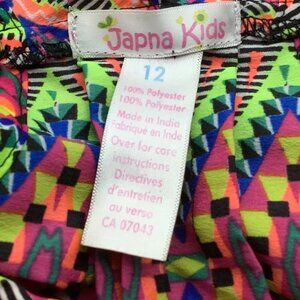 Japna Kids
12
100% Polyester
100% Polyester
Made in India
Fabrique en Inde
Over for care
instructions
Directives
d'entretien
au verso
CA 07043